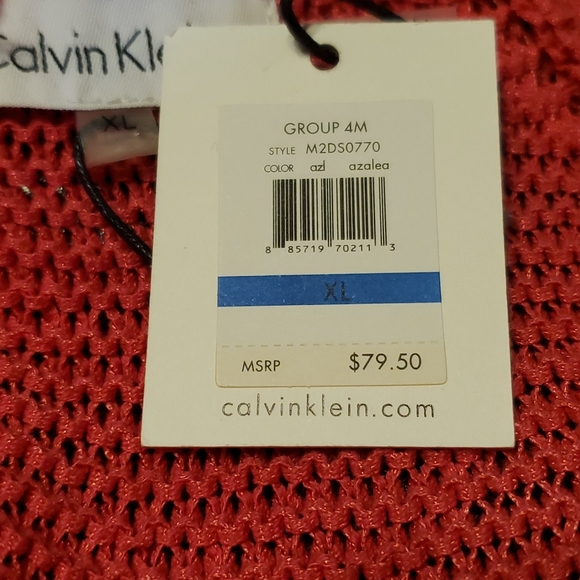 Calvin Kle
XL
GROUP 4M
STYLE M2DS0770
COLOR azl azalea
8 85719 70211 3
XL
MSRP $79.50
calvinklein.com